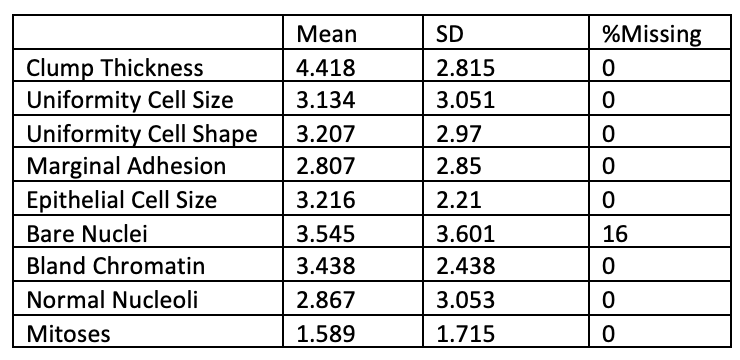 Mean SD %Missing
Clump Thickness 4.418 2.815 0
Uniformity Cell Size 3.134 3.051 0
Uniformity Cell Shape 3.207 2.97 0
Marginal Adhesion 2.807 2.85 0
Epithelial Cell Size 3.216 2.21 0
Bare Nuclei 3.545 3.601 16
Bland Chromatin 3.438 2.438 0
Normal Nucleoli 2.867 3.053 0
Mitoses 1.589 1.715 0